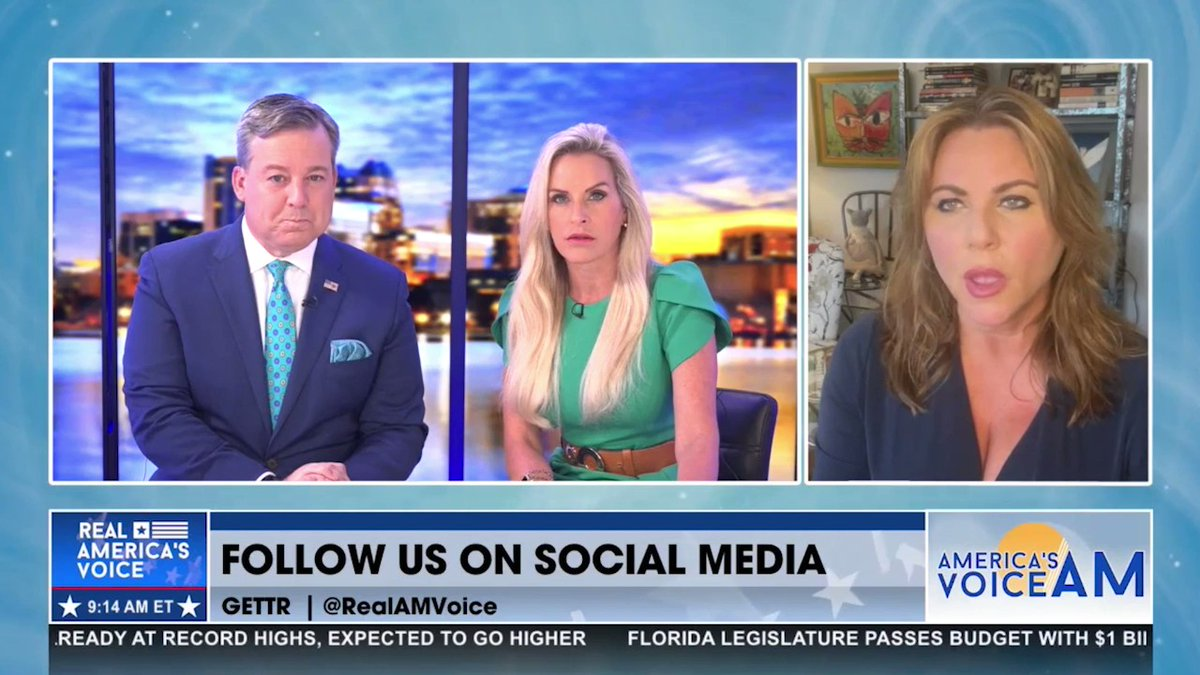 REAL
AMERICA'S
VOICE
9:14 AM ET
FOLLOW US ON SOCIAL MEDIA
GETTR | @RealAMVoice
AMERICA'S
VOICE AM
READY AT RECORD HIGHS, EXPECTED TO GO HIGHER FLORIDA LEGISLATURE PASSES BUDGET WITH $1 BI